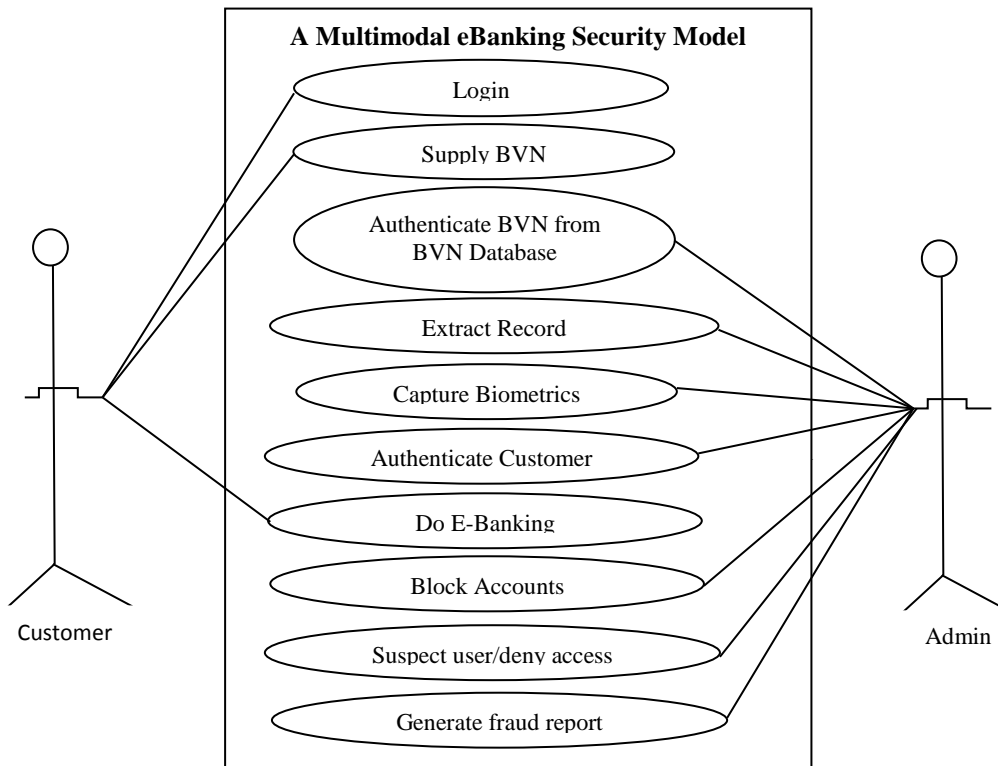 A Multimodal eBanking Security Model
Login
Supply BVN
Authenticate BVN from
BVN Database
Extract Record
Capture Biometrics
Authenticate Customer
Do E-Banking
Block Accounts
Customer
Admin
Suspect user/deny access
Generate fraud report